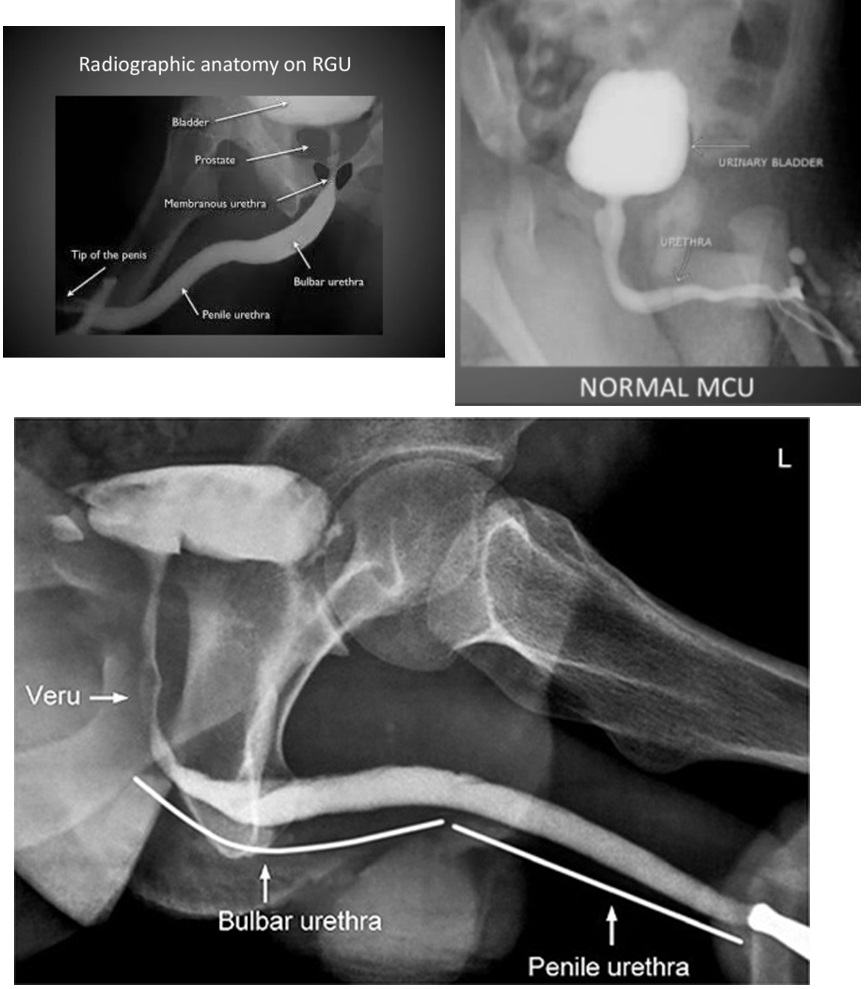 Radiographic anatomy on RGU
Bladder
Prostate
Membranous urethra
Tip of the penis
Bulbar urethra
Penile urethra
URINARY BLADDER
URETHRA
NORMAL MCU
L
Veru
Bulbar urethra
Penile urethra